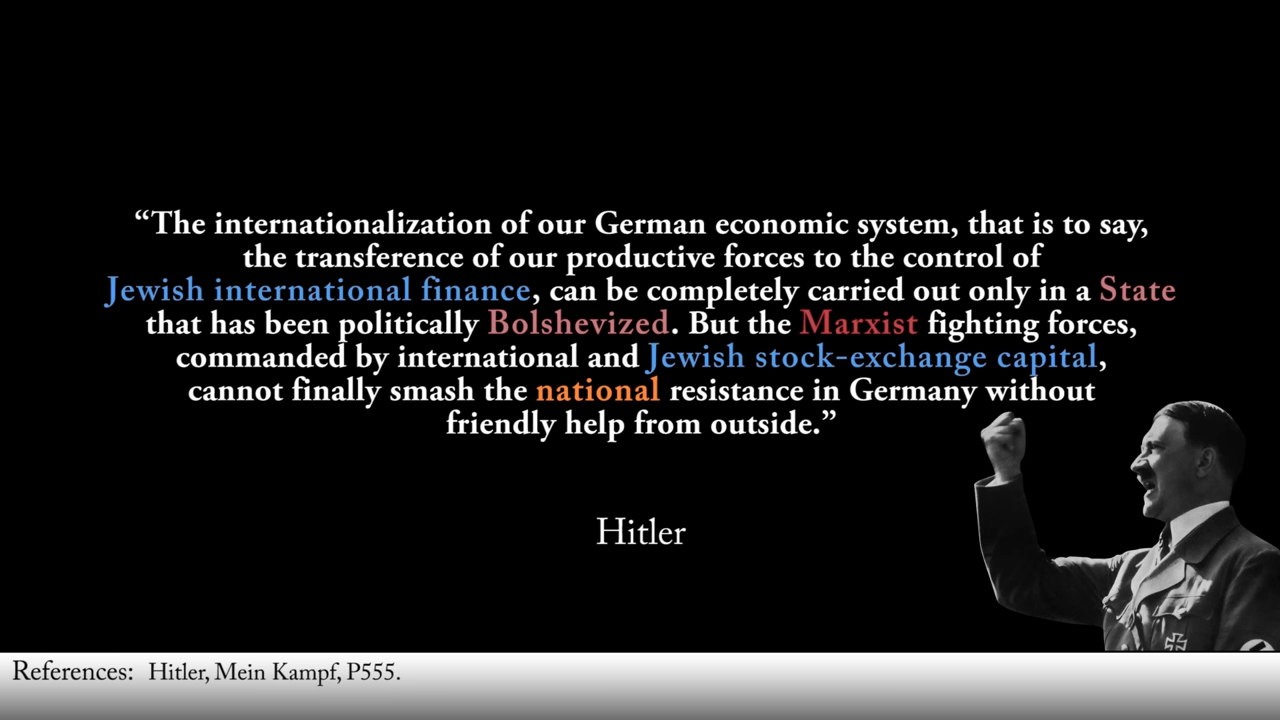 “The internationalization of our German economic system, that is to say,
the transference of our productive forces to the control of
Jewish international finance, can be completely carried out only in a State
that has been politically Bolshevized. But the Marxist fighting forces,
commanded by international and Jewish stock-exchange capital,
cannot finally smash the national resistance in Germany without
friendly help from outside.”
Hitler
References: Hitler, Mein Kampf, P555.